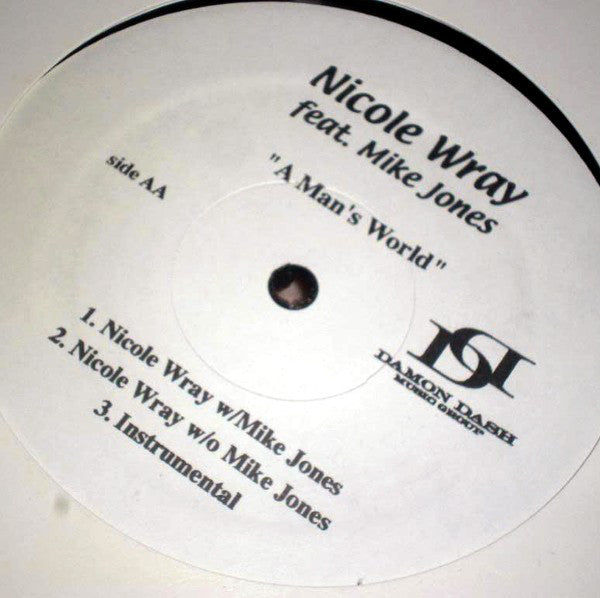 Nicole Wray
feat. Mike Jones
"A Man's World"
side AA
DAMON DASH
MUSIC GROUP
1. Nicole Wray w/Mike Jones
2. Nicole Wray w/o Mike Jones
3. Instrumental